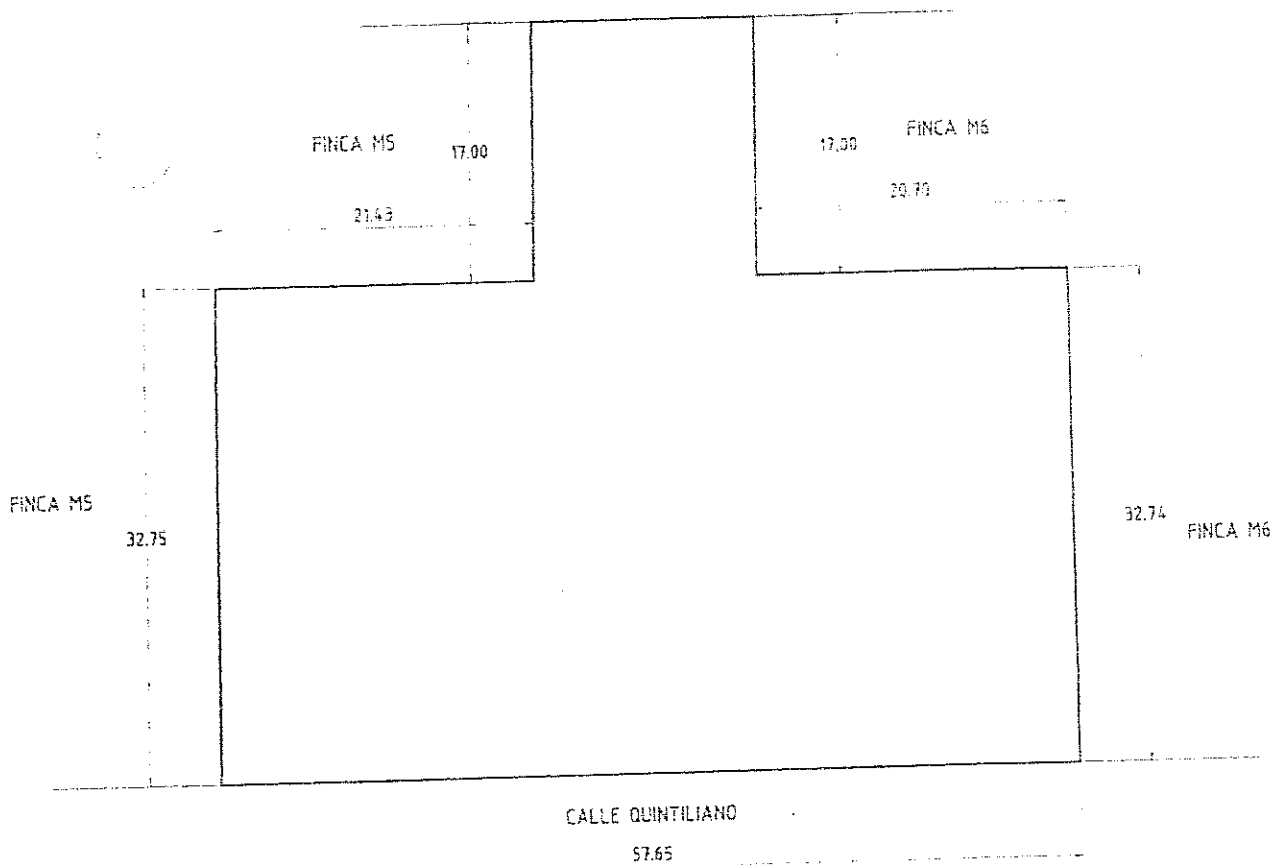 FINCA M5
17.00
21.43
17.00
FINCA M6
20.70
FINCA M5
32.75
32.74
FINCA M6
CALLE QUINTILIANO
57.65